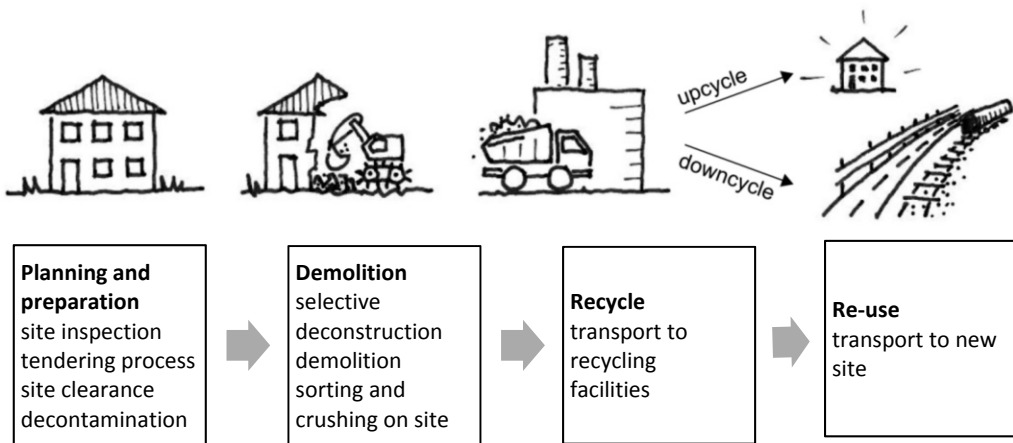 upcycle
downcycle
Planning and
preparation
site inspection
tendering process
site clearance
decontamination
Demolition
selective
deconstruction
demolition
sorting and
crushing on site
Recycle
transport to
recycling
facilities
Re-use
transport to new
site